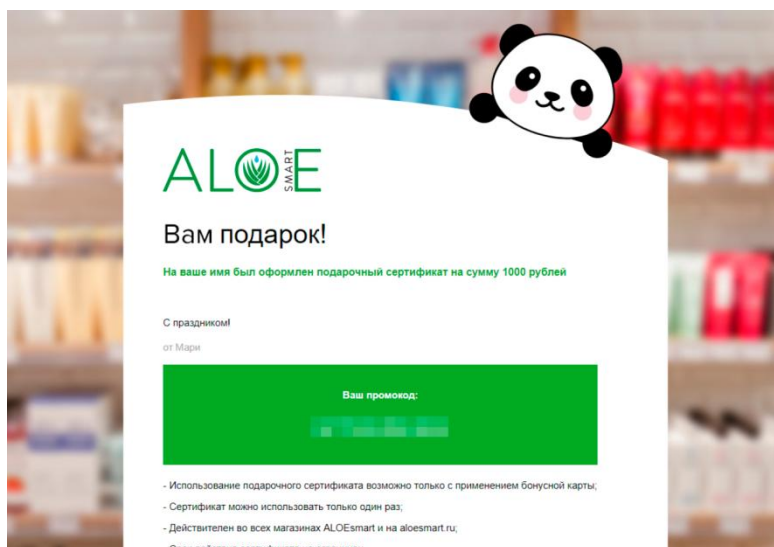 ALOE SMART
Вам подарок!
На ваше имя был оформлен подарочный сертификат на сумму 1000 рублей
С праздником!
от Мари
Ваш промокод:
- Использование подарочного сертификата возможно только с применением бонусной карты;
- Сертификат можно использовать только один раз;
- Действителен во всех магазинах ALOEsmart и на aloesmart.ru;